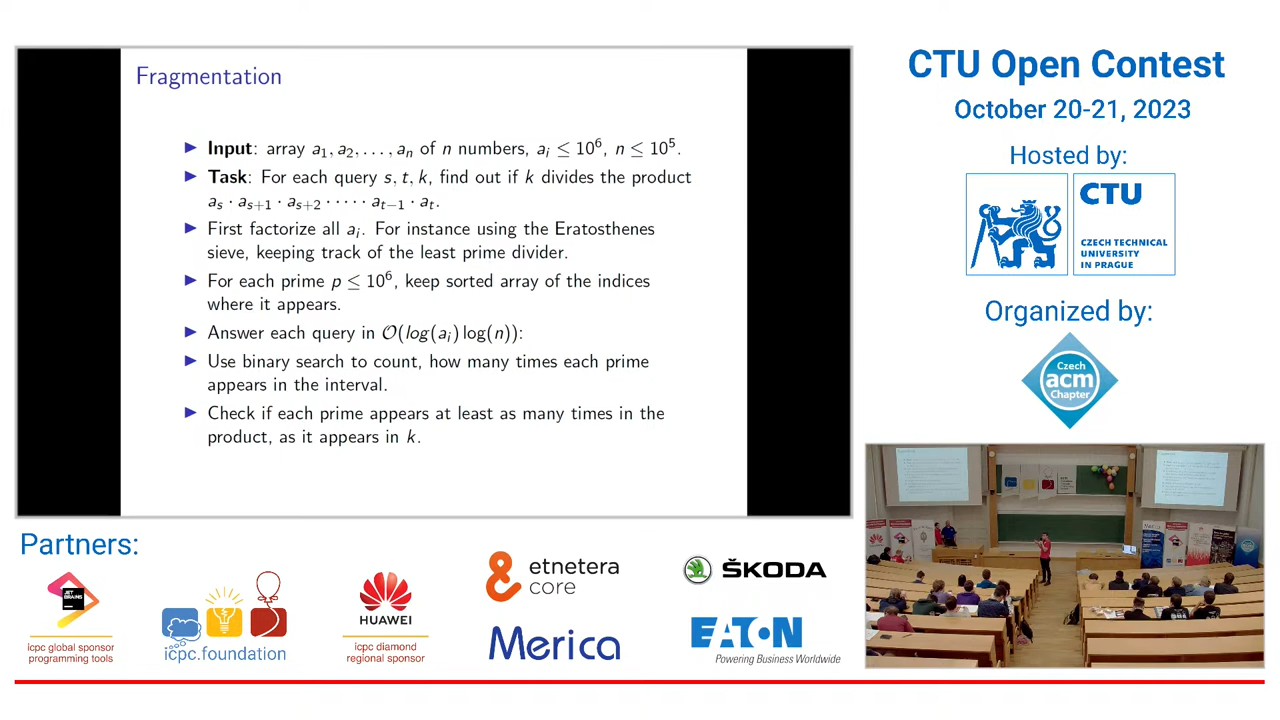 Fragmentation
Input: array a₁, a₂, . . . , aₙ of n numbers, aᵢ ≤ 10⁶, n ≤ 10⁵.
Task: For each query s, t, k, find out if k divides the product
aₛ · aₛ₊₁ · aₛ₊₂ · · · · · aₜ₋₁ · aₜ.
First factorize all aᵢ. For instance using the Eratosthenes
sieve, keeping track of the least prime divider.
For each prime p ≤ 10⁶, keep sorted array of the indices
where it appears.
Answer each query in O(log(aᵢ) log(n)):
Use binary search to count, how many times each prime
appears in the interval.
Check if each prime appears at least as many times in the
product, as it appears in k.
CTU Open Contest
October 20-21, 2023
Hosted by:
CTU
CZECH TECHNICAL
UNIVERSITY
IN PRAGUE
Organized by:
Czech
acm
Chapter
Partners:
JET
BRAINS
icpc global sponsor
programming tools
icpc.foundation
HUAWEI
icpc diamond
regional sponsor
etnetera
core
Merica
ŠKODA
EATON
Powering Business Worldwide